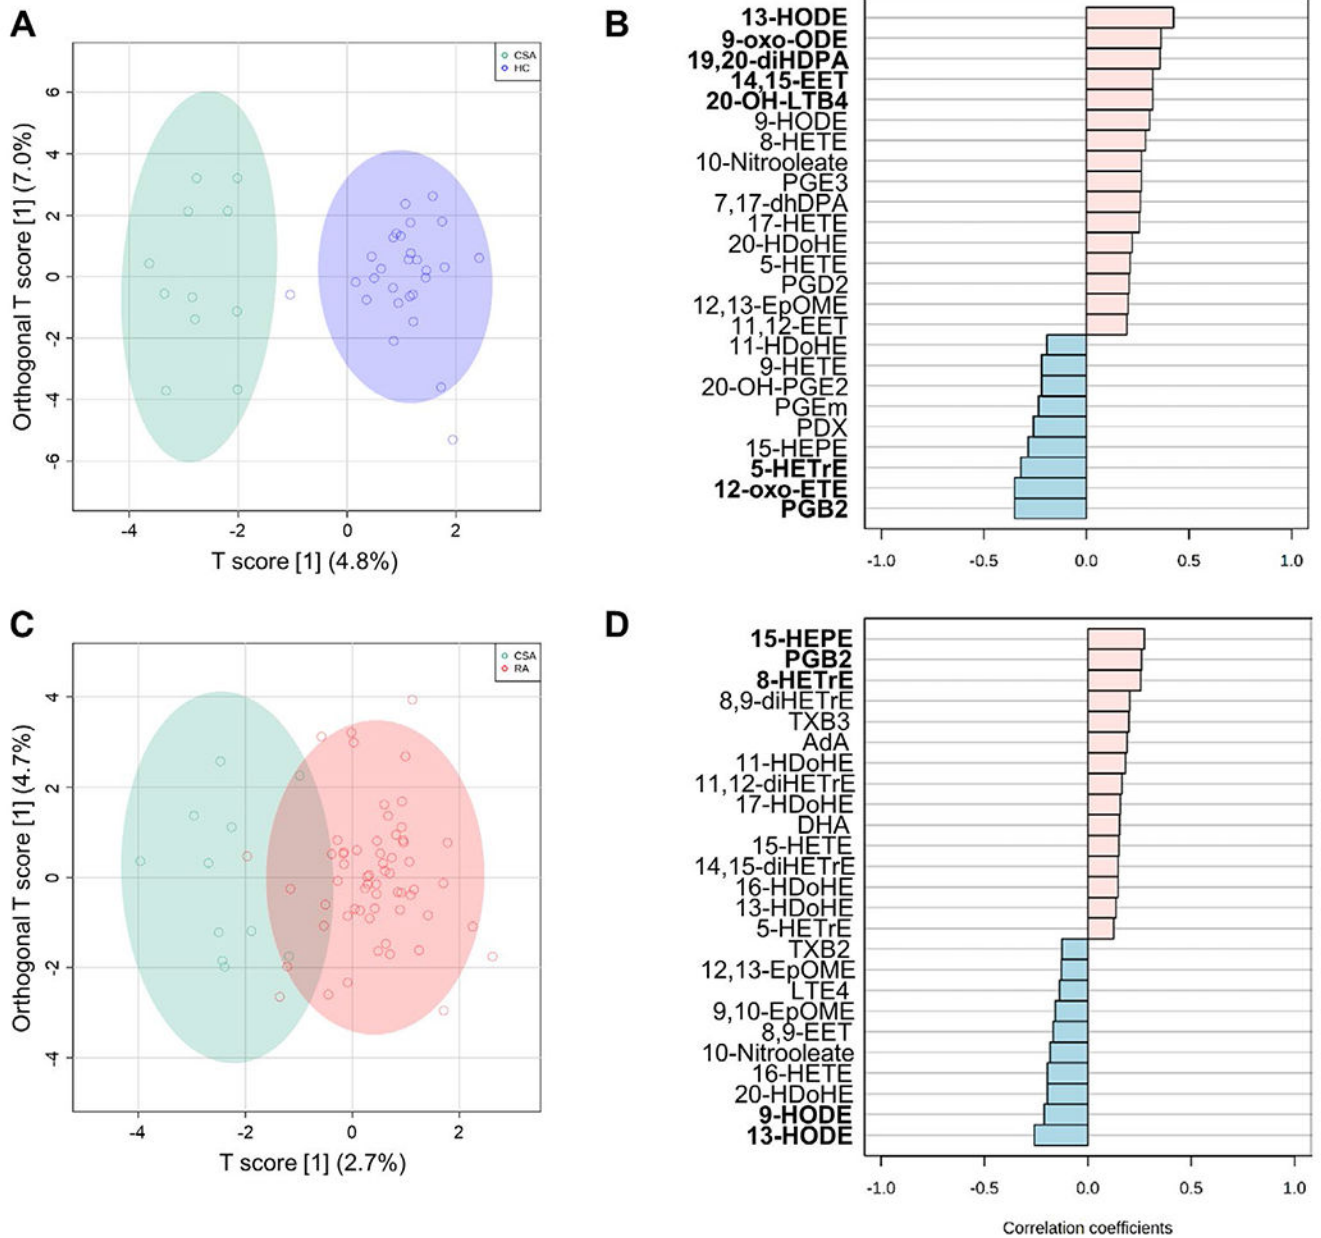 A
CSA
HC
6
4
2
0
-2
-4
-6
Orthogonal T score [1] (7.0%)
-4
-2
0
2
T score [1] (4.8%)
B
13-HODE
9-oxo-ODE
19,20-diHDPA
14,15-EET
20-OH-LTB4
9-HODE
8-HETE
10-Nitrooleate
PGE3
7,17-dhDPA
17-HETE
20-HDoHE
5-HETE
PGD2
12,13-EpOME
11,12-EET
11-HDoHE
9-HETE
20-OH-PGE2
PGEm
PDX
15-HEPE
5-HETrE
12-oxo-ETE
PGB2
-1.0
-0.5
0.0
0.5
1.0
C
CSA
RA
4
2
0
-2
-4
Orthogonal T score [1] (4.7%)
-4
-2
0
2
T score [1] (2.7%)
D
15-HEPE
PGB2
8-HETrE
8,9-diHETrE
TXB3
AdA
11-HDoHE
11,12-diHETrE
17-HDoHE
DHA
15-HETE
14,15-diHETrE
16-HDoHE
13-HDoHE
5-HETrE
TXB2
12,13-EpOME
LTE4
9,10-EpOME
8,9-EET
10-Nitrooleate
16-HETE
20-HDoHE
9-HODE
13-HODE
-1.0
-0.5
0.0
0.5
1.0
Correlation coefficients